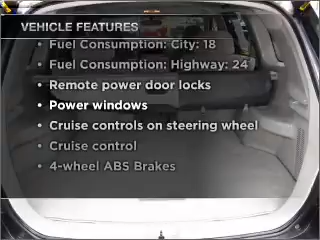 VEHICLE FEATURES
• Fuel Consumption: City: 18
• Fuel Consumption: Highway: 24
• Remote power door locks
• Power windows
• Cruise controls on steering wheel
• Cruise control
• 4-wheel ABS Brakes